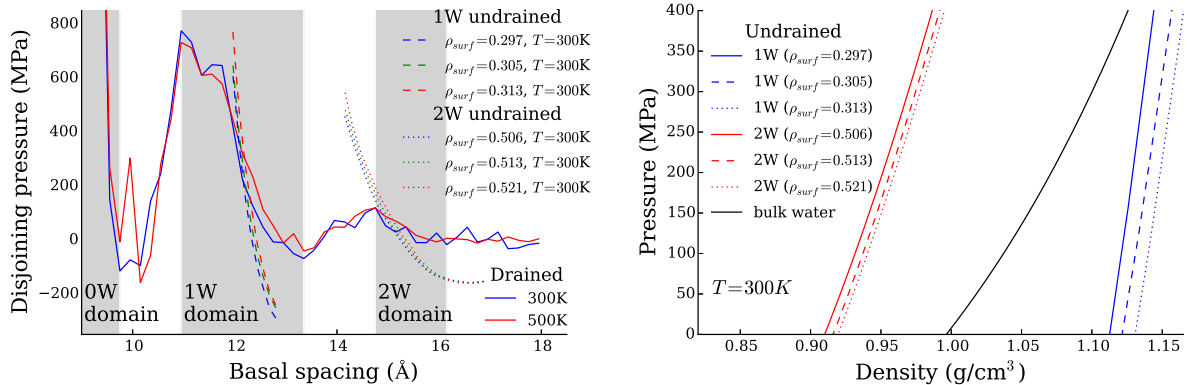 800
600
400
200
0
−200
Disjoining pressure (MPa)
1W undrained
ρsurf=0.297, T=300K
ρsurf=0.305, T=300K
ρsurf=0.313, T=300K
2W undrained
ρsurf=0.506, T=300K
ρsurf=0.513, T=300K
ρsurf=0.521, T=300K
0W
domain
1W
domain
2W
domain
Drained
300K
500K
10
12
14
16
18
Basal spacing (Å)
400
350
300
250
200
150
100
50
0
Pressure (MPa)
Undrained
1W (ρsurf=0.297)
1W (ρsurf=0.305)
1W (ρsurf=0.313)
2W (ρsurf=0.506)
2W (ρsurf=0.513)
2W (ρsurf=0.521)
bulk water
T=300K
0.85
0.90
0.95
1.00
1.05
1.10
1.15
Density (g/cm³)